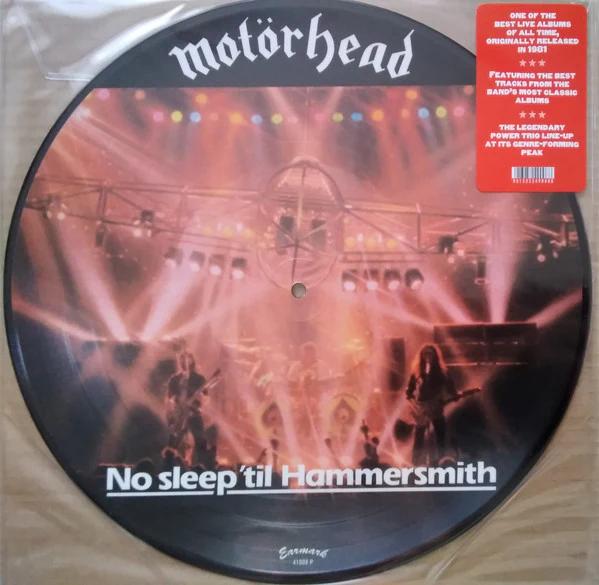 motörhead
ONE OF THE
BEST LIVE ALBUMS
OF ALL TIME,
ORIGINALLY RELEASED
IN 1981
FEATURING THE BEST
TRACKS FROM THE
BAND'S MOST CLASSIC
ALBUMS
THE LEGENDARY
POWER TRIO LINE-UP
AT ITS GENRE-FORMING
PEAK
No sleep 'til Hammersmith
Earmark
41008 P